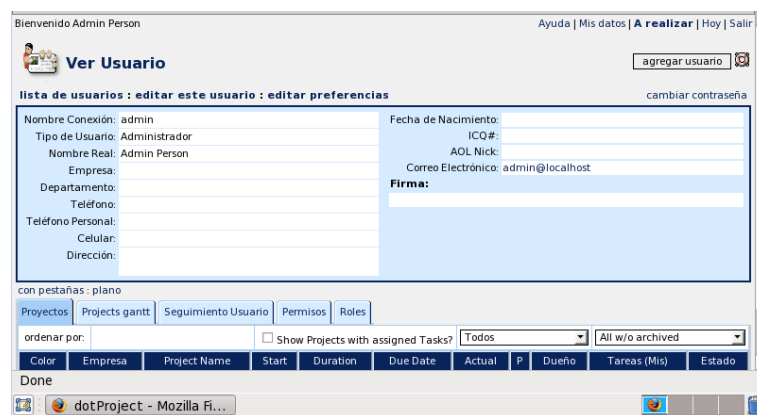 Bienvenido Admin Person Ayuda | Mis datos | A realizar | Hoy | Salir
Ver Usuario agregar usuario
lista de usuarios : editar este usuario : editar preferencias cambiar contraseña
Nombre Conexión: admin Fecha de Nacimiento:
Tipo de Usuario: Administrador ICQ#:
Nombre Real: Admin Person AOL Nick:
Empresa: Correo Electrónico: admin@localhost
Departamento: Firma:
Teléfono:
Teléfono Personal:
Celular:
Dirección:
con pestañas : plano
Proyectos Projects gantt Seguimiento Usuario Permisos Roles
ordenar por: Show Projects with assigned Tasks? Todos All w/o archived
Color Empresa Project Name Start Duration Due Date Actual P Dueño Tareas (Mis) Estado
Done
dotProject - Mozilla Fi...